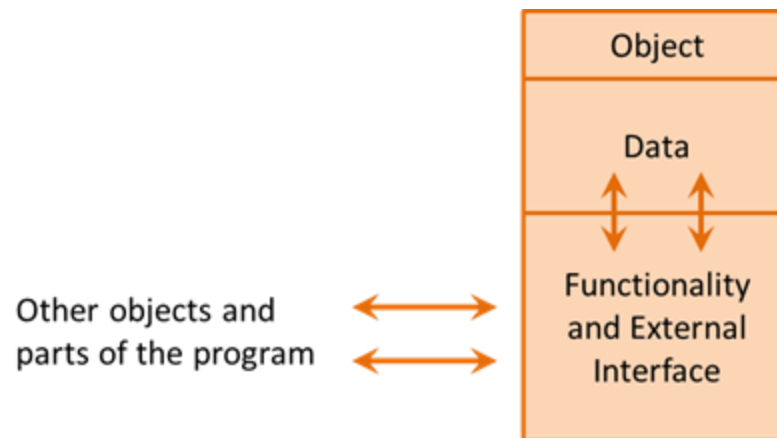 Object
Data
Functionality
and External
Interface
Other objects and
parts of the program